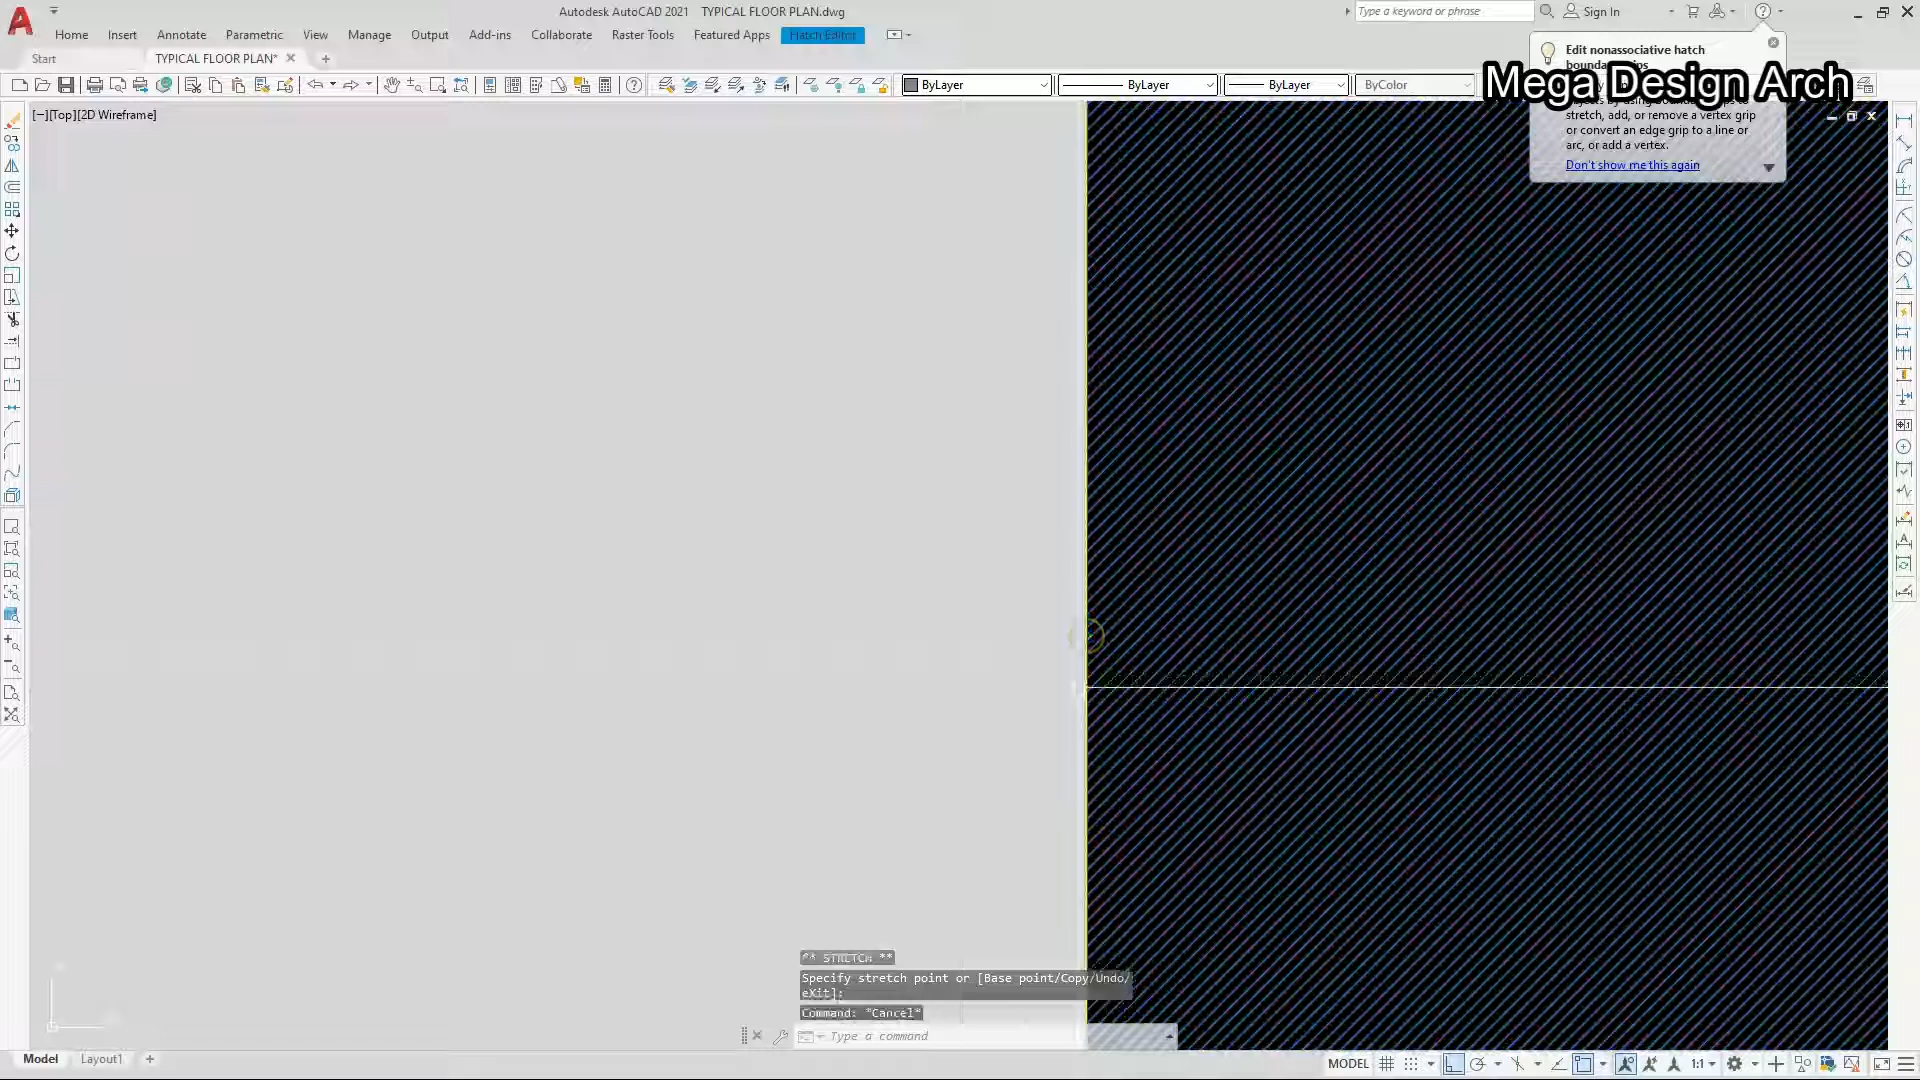 Autodesk AutoCAD 2021 TYPICAL FLOOR PLAN.dwg
Type a keyword or phrase
Sign In
Home Insert Annotate Parametric View Manage Output Add-ins Collaborate Raster Tools Featured Apps Hatch Editor
Start
TYPICAL FLOOR PLAN*
ByLayer
ByLayer
ByLayer
ByColor
Edit nonassociative hatch
Mega Design Arch
stretch, add, or remove a vertex grip
or convert an edge grip to a line or
arc, or add a vertex.
Don't show me this again
[−][Top][2D Wireframe]
** STRETCH **
Specify stretch point or [Base point/Copy/Undo/
eXit]:
Command: *Cancel*
Type a command
Model
Layout1
MODEL
1:1